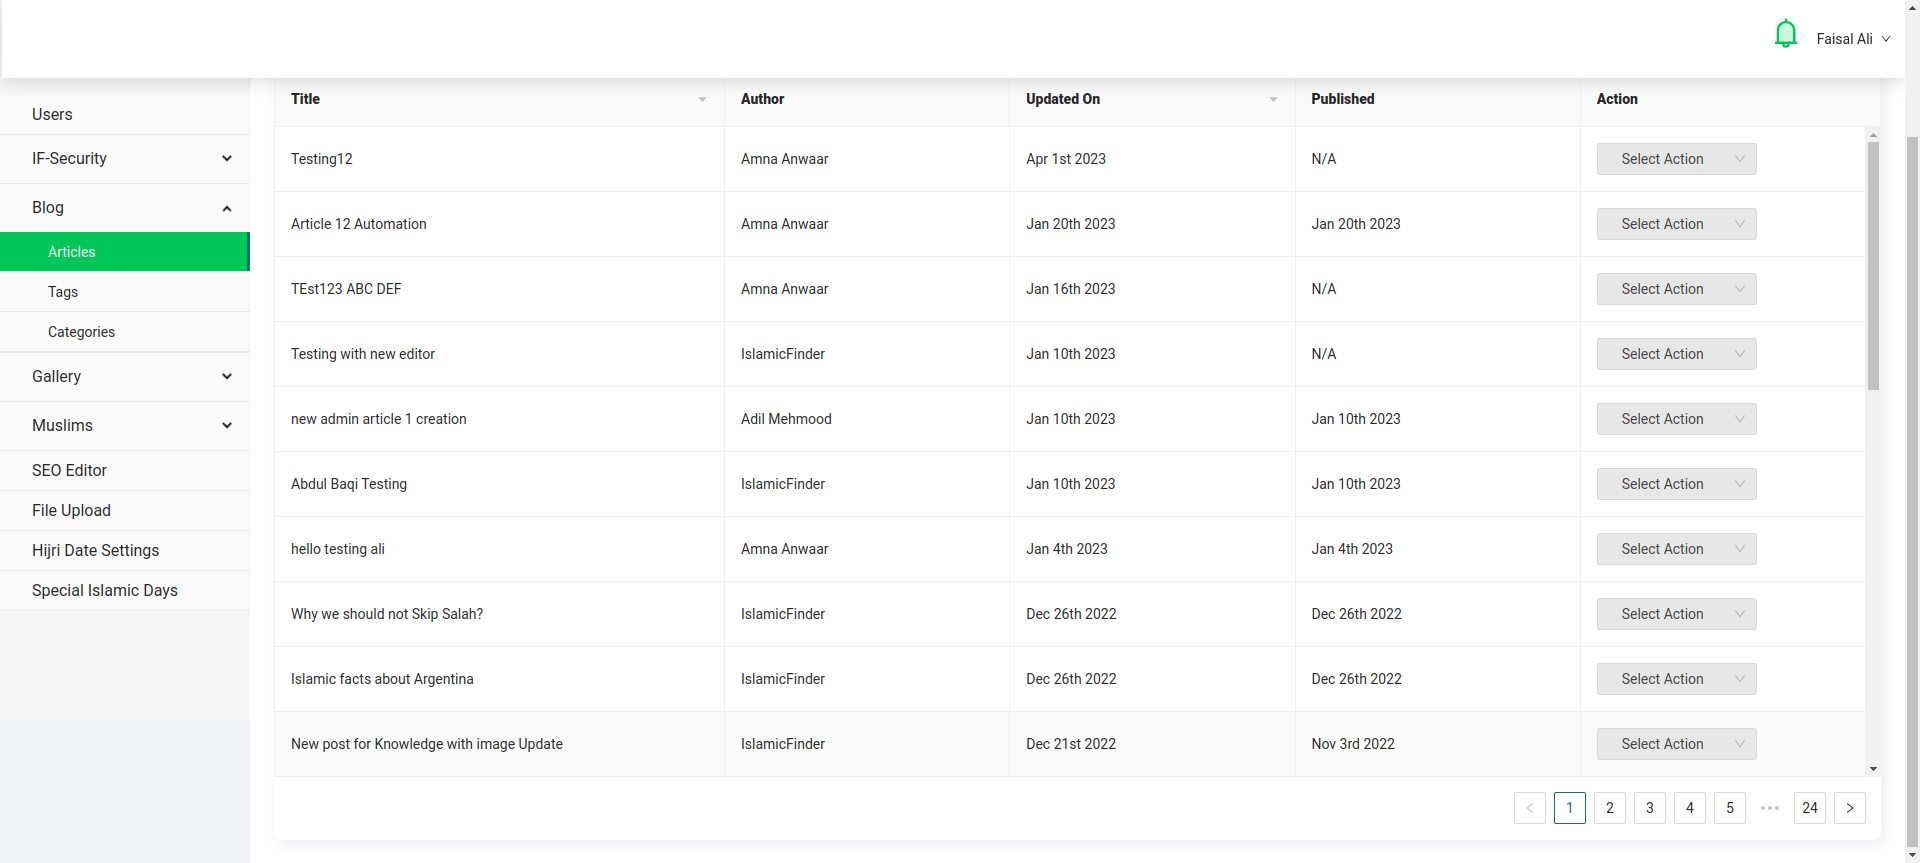 Faisal Ali
Users
IF-Security
Blog
Articles
Tags
Categories
Gallery
Muslims
SEO Editor
File Upload
Hijri Date Settings
Special Islamic Days
Title Author Updated On Published Action
Testing12 Amna Anwaar Apr 1st 2023 N/A Select Action
Article 12 Automation Amna Anwaar Jan 20th 2023 Jan 20th 2023 Select Action
TEst123 ABC DEF Amna Anwaar Jan 16th 2023 N/A Select Action
Testing with new editor IslamicFinder Jan 10th 2023 N/A Select Action
new admin article 1 creation Adil Mehmood Jan 10th 2023 Jan 10th 2023 Select Action
Abdul Baqi Testing IslamicFinder Jan 10th 2023 Jan 10th 2023 Select Action
hello testing ali Amna Anwaar Jan 4th 2023 Jan 4th 2023 Select Action
Why we should not Skip Salah? IslamicFinder Dec 26th 2022 Dec 26th 2022 Select Action
Islamic facts about Argentina IslamicFinder Dec 26th 2022 Dec 26th 2022 Select Action
New post for Knowledge with image Update IslamicFinder Dec 21st 2022 Nov 3rd 2022 Select Action
< 1 2 3 4 5 ••• 24 >